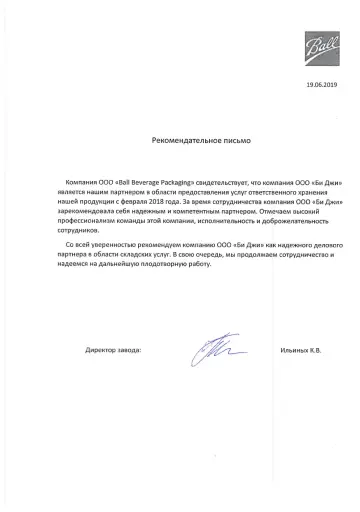 Ball
19.06.2019
Рекомендательное письмо
Компания ООО «Ball Beverage Packaging» свидетельствует, что компания ООО «Би Джи»
является нашим партнером в области предоставления услуг ответственного хранения
нашей продукции с февраля 2018 года. За время сотрудничества компания ООО «Би Джи»
зарекомендовала себя надежным и компетентным партнером. Отмечаем высокий
профессионализм команды этой компании, исполнительность и доброжелательность
сотрудников.
Со всей уверенностью рекомендуем компанию ООО «Би Джи» как надежного делового
партнера в области складских услуг. В свою очередь, мы продолжаем сотрудничество и
надеемся на дальнейшую плодотворную работу.
Директор завода: Ильиных К.В.